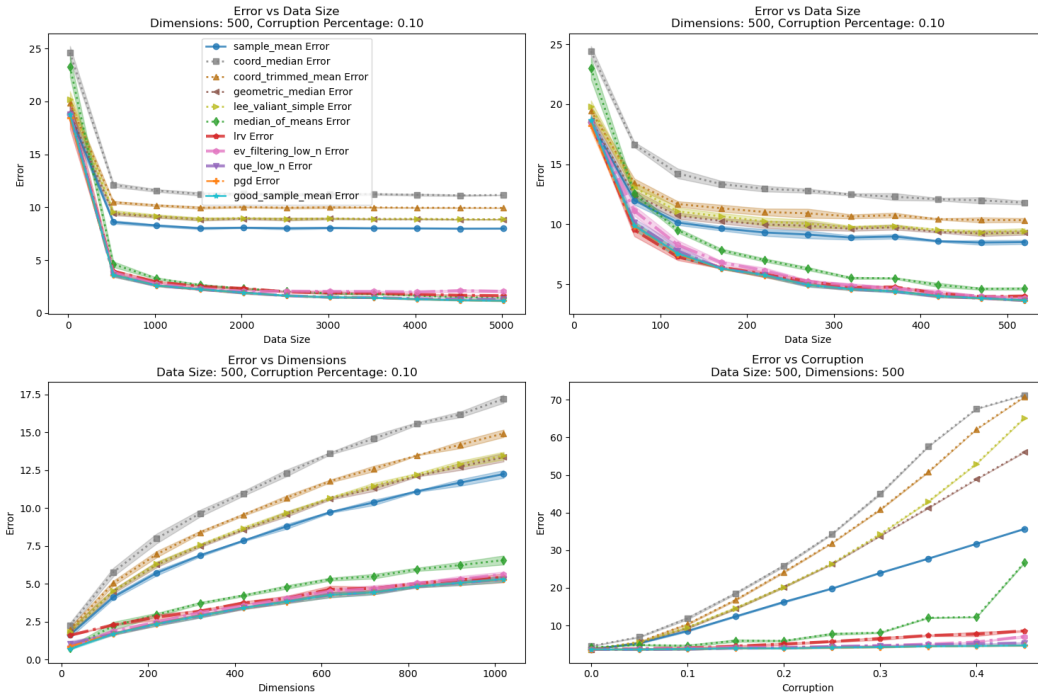 Error vs Data Size
Dimensions: 500, Corruption Percentage: 0.10
25
20
15
10
5
0
Error
0
1000
2000
3000
4000
5000
Data Size
sample_mean Error
coord_median Error
coord_trimmed_mean Error
geometric_median Error
lee_valiant_simple Error
median_of_means Error
lrv Error
ev_filtering_low_n Error
que_low_n Error
pgd Error
good_sample_mean Error
Error vs Data Size
Dimensions: 500, Corruption Percentage: 0.10
25
20
15
10
5
Error
0
100
200
300
400
500
Data Size
Error vs Dimensions
Data Size: 500, Corruption Percentage: 0.10
17.5
15.0
12.5
10.0
7.5
5.0
2.5
0.0
Error
0
200
400
600
800
1000
Dimensions
Error vs Corruption
Data Size: 500, Dimensions: 500
70
60
50
40
30
20
10
Error
0.0
0.1
0.2
0.3
0.4
Corruption